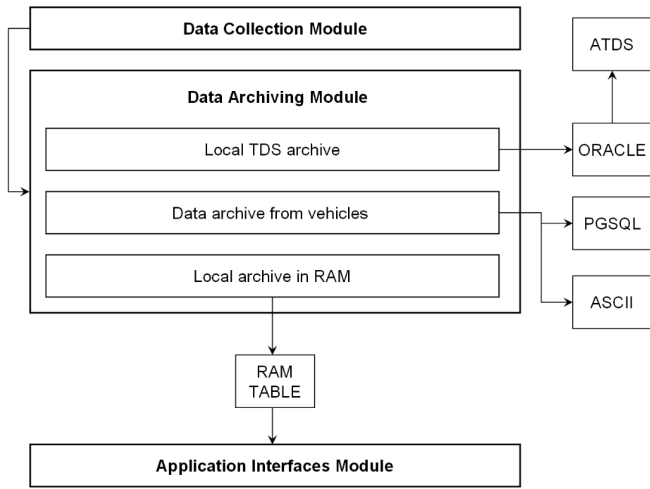 Data Collection Module
ATDS
Data Archiving Module
Local TDS archive
ORACLE
Data archive from vehicles
PGSQL
Local archive in RAM
ASCII
RAM
TABLE
Application Interfaces Module